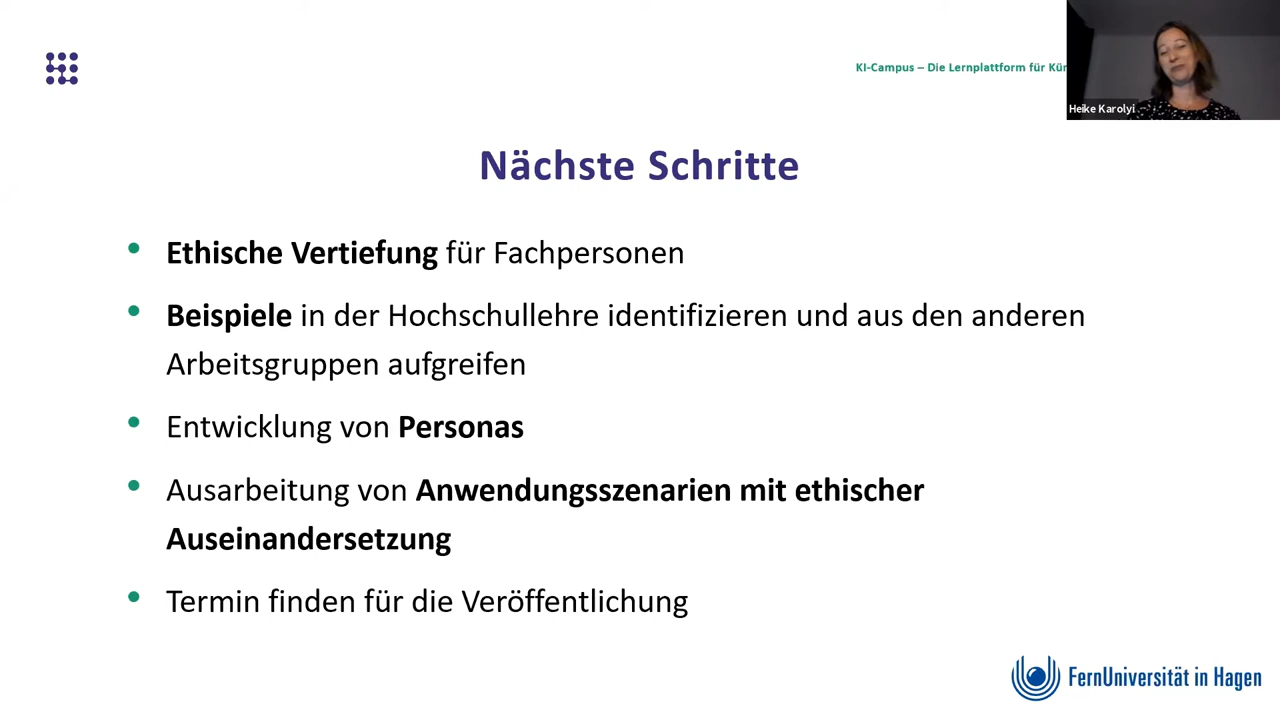 KI-Campus – Die Lernplattform für
Heike Karolyi
Nächste Schritte
• Ethische Vertiefung für Fachpersonen
• Beispiele in der Hochschullehre identifizieren und aus den anderen
Arbeitsgruppen aufgreifen
• Entwicklung von Personas
• Ausarbeitung von Anwendungsszenarien mit ethischer
Auseinandersetzung
• Termin finden für die Veröffentlichung
FernUniversität in Hagen